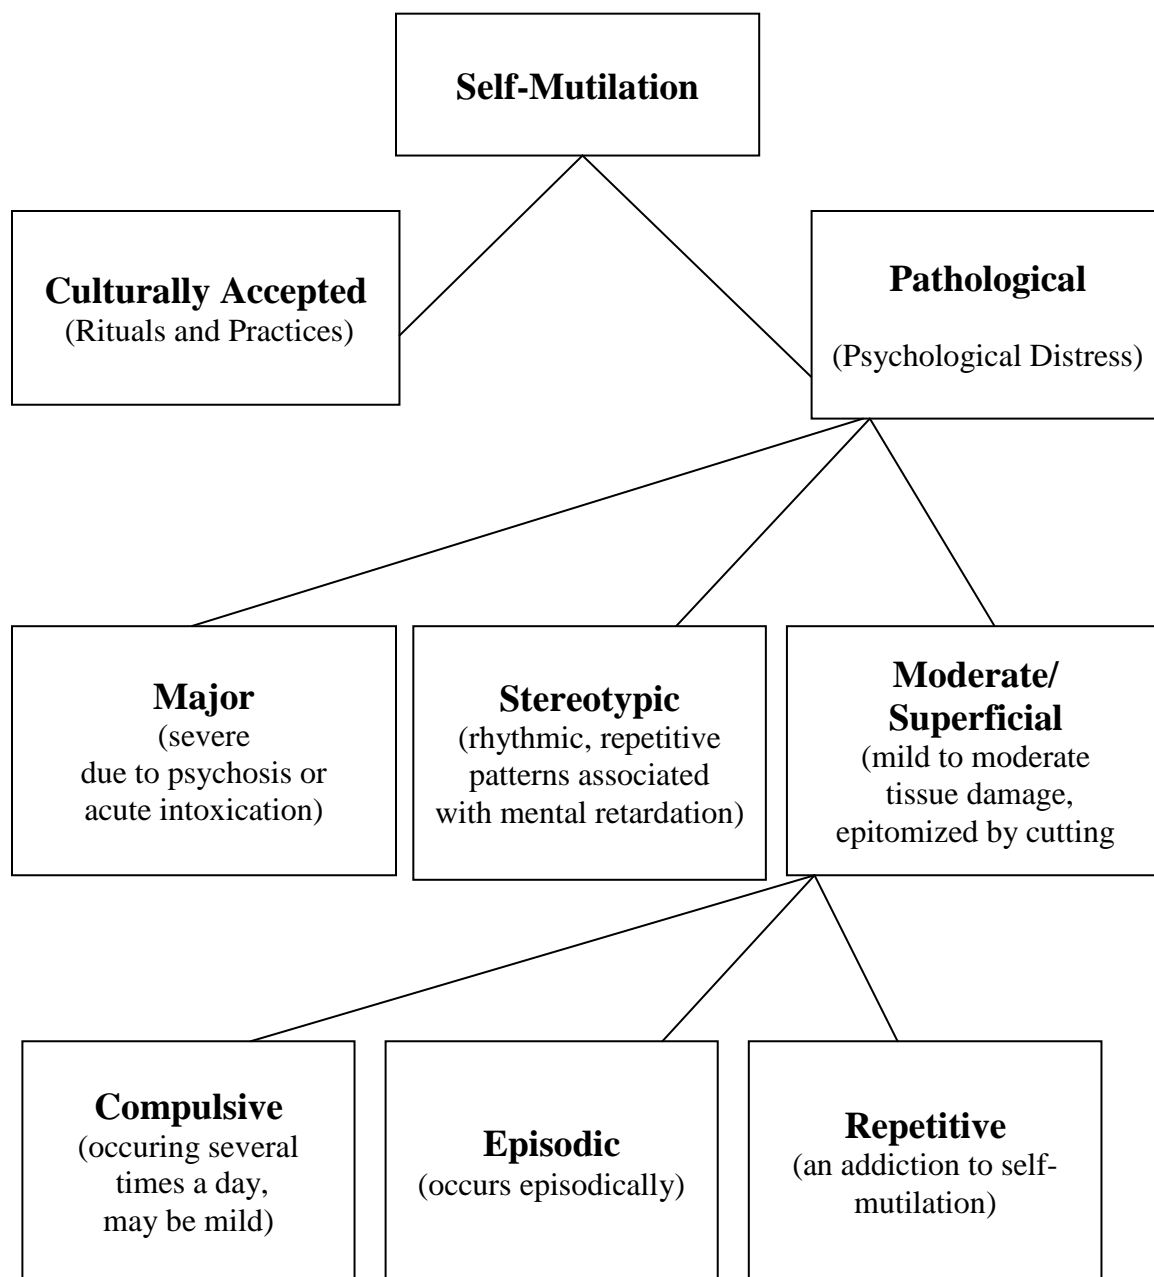 Self-Mutilation
Culturally Accepted
(Rituals and Practices)
Pathological
(Psychological Distress)
Major
(severe
due to psychosis or
acute intoxication)
Stereotypic
(rhythmic, repetitive
patterns associated
with mental retardation)
Moderate/
Superficial
(mild to moderate
tissue damage,
epitomized by cutting
Compulsive
(occuring several
times a day,
may be mild)
Episodic
(occurs episodically)
Repetitive
(an addiction to self-
mutilation)